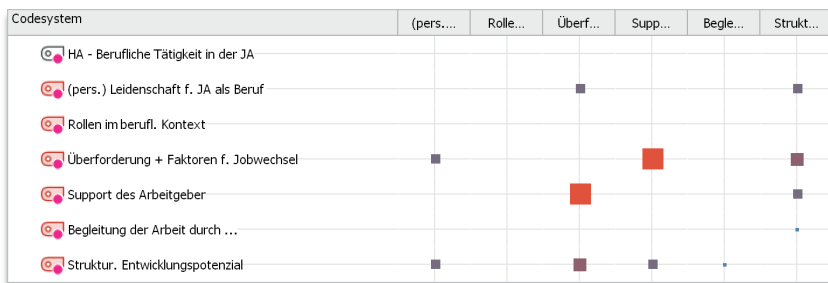 Codesystem (pers.... Rolle... Überf... Supp... Begle... Strukt...
HA - Berufliche Tätigkeit in der JA
(pers.) Leidenschaft f. JA als Beruf
Rollen im berufl. Kontext
Überforderung + Faktoren f. Jobwechsel
Support des Arbeitgeber
Begleitung der Arbeit durch ...
Struktur. Entwicklungspotenzial